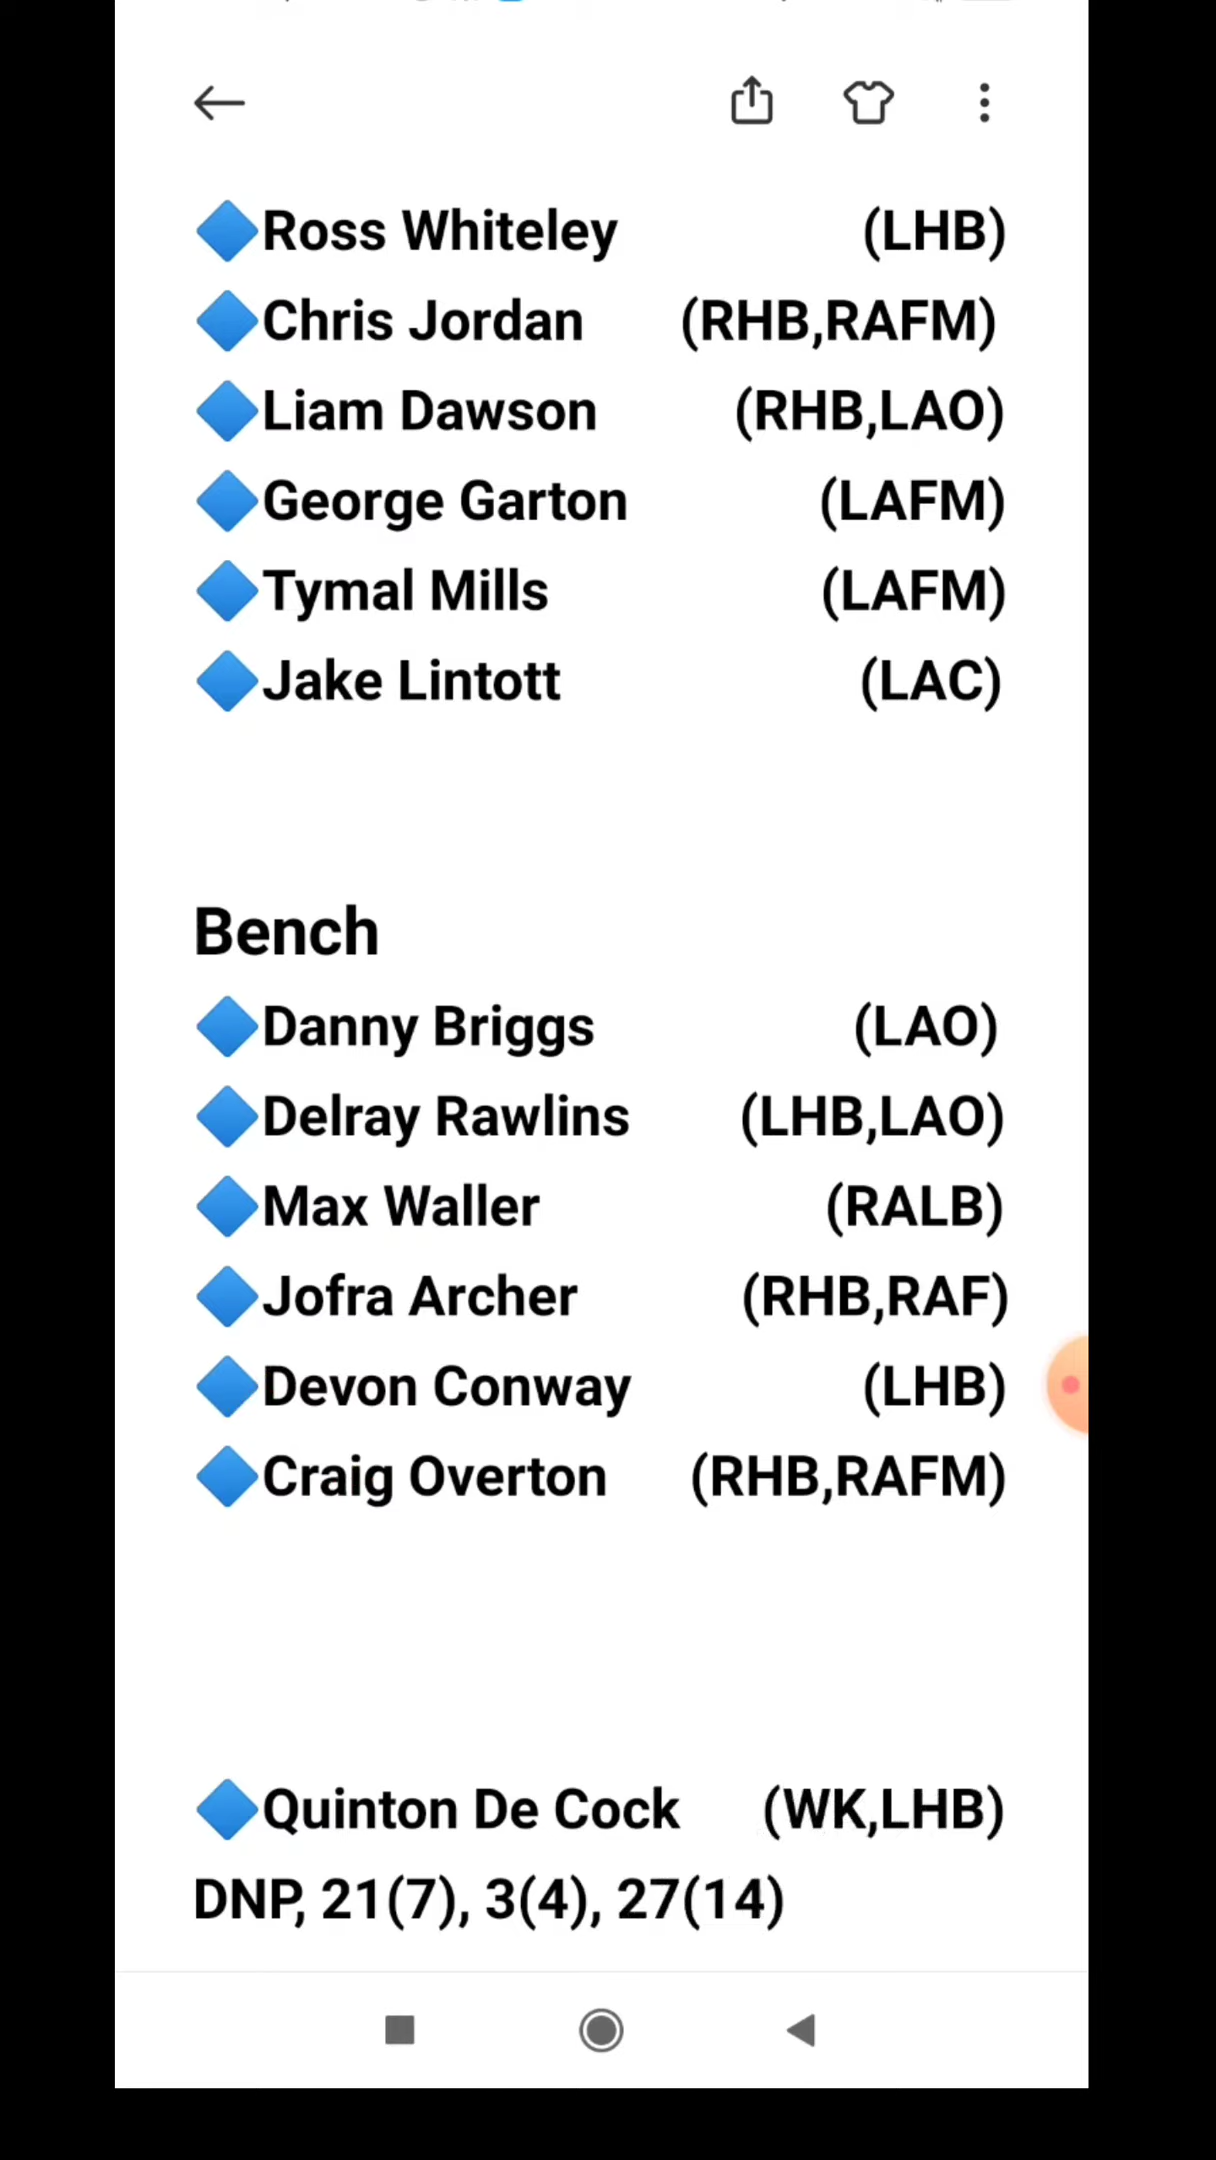 Ross Whiteley (LHB)
Chris Jordan (RHB,RAFM)
Liam Dawson (RHB,LAO)
George Garton (LAFM)
Tymal Mills (LAFM)
Jake Lintott (LAC)
Bench
Danny Briggs (LAO)
Delray Rawlins (LHB,LAO)
Max Waller (RALB)
Jofra Archer (RHB,RAF)
Devon Conway (LHB)
Craig Overton (RHB,RAFM)
Quinton De Cock (WK,LHB)
DNP, 21(7), 3(4), 27(14)